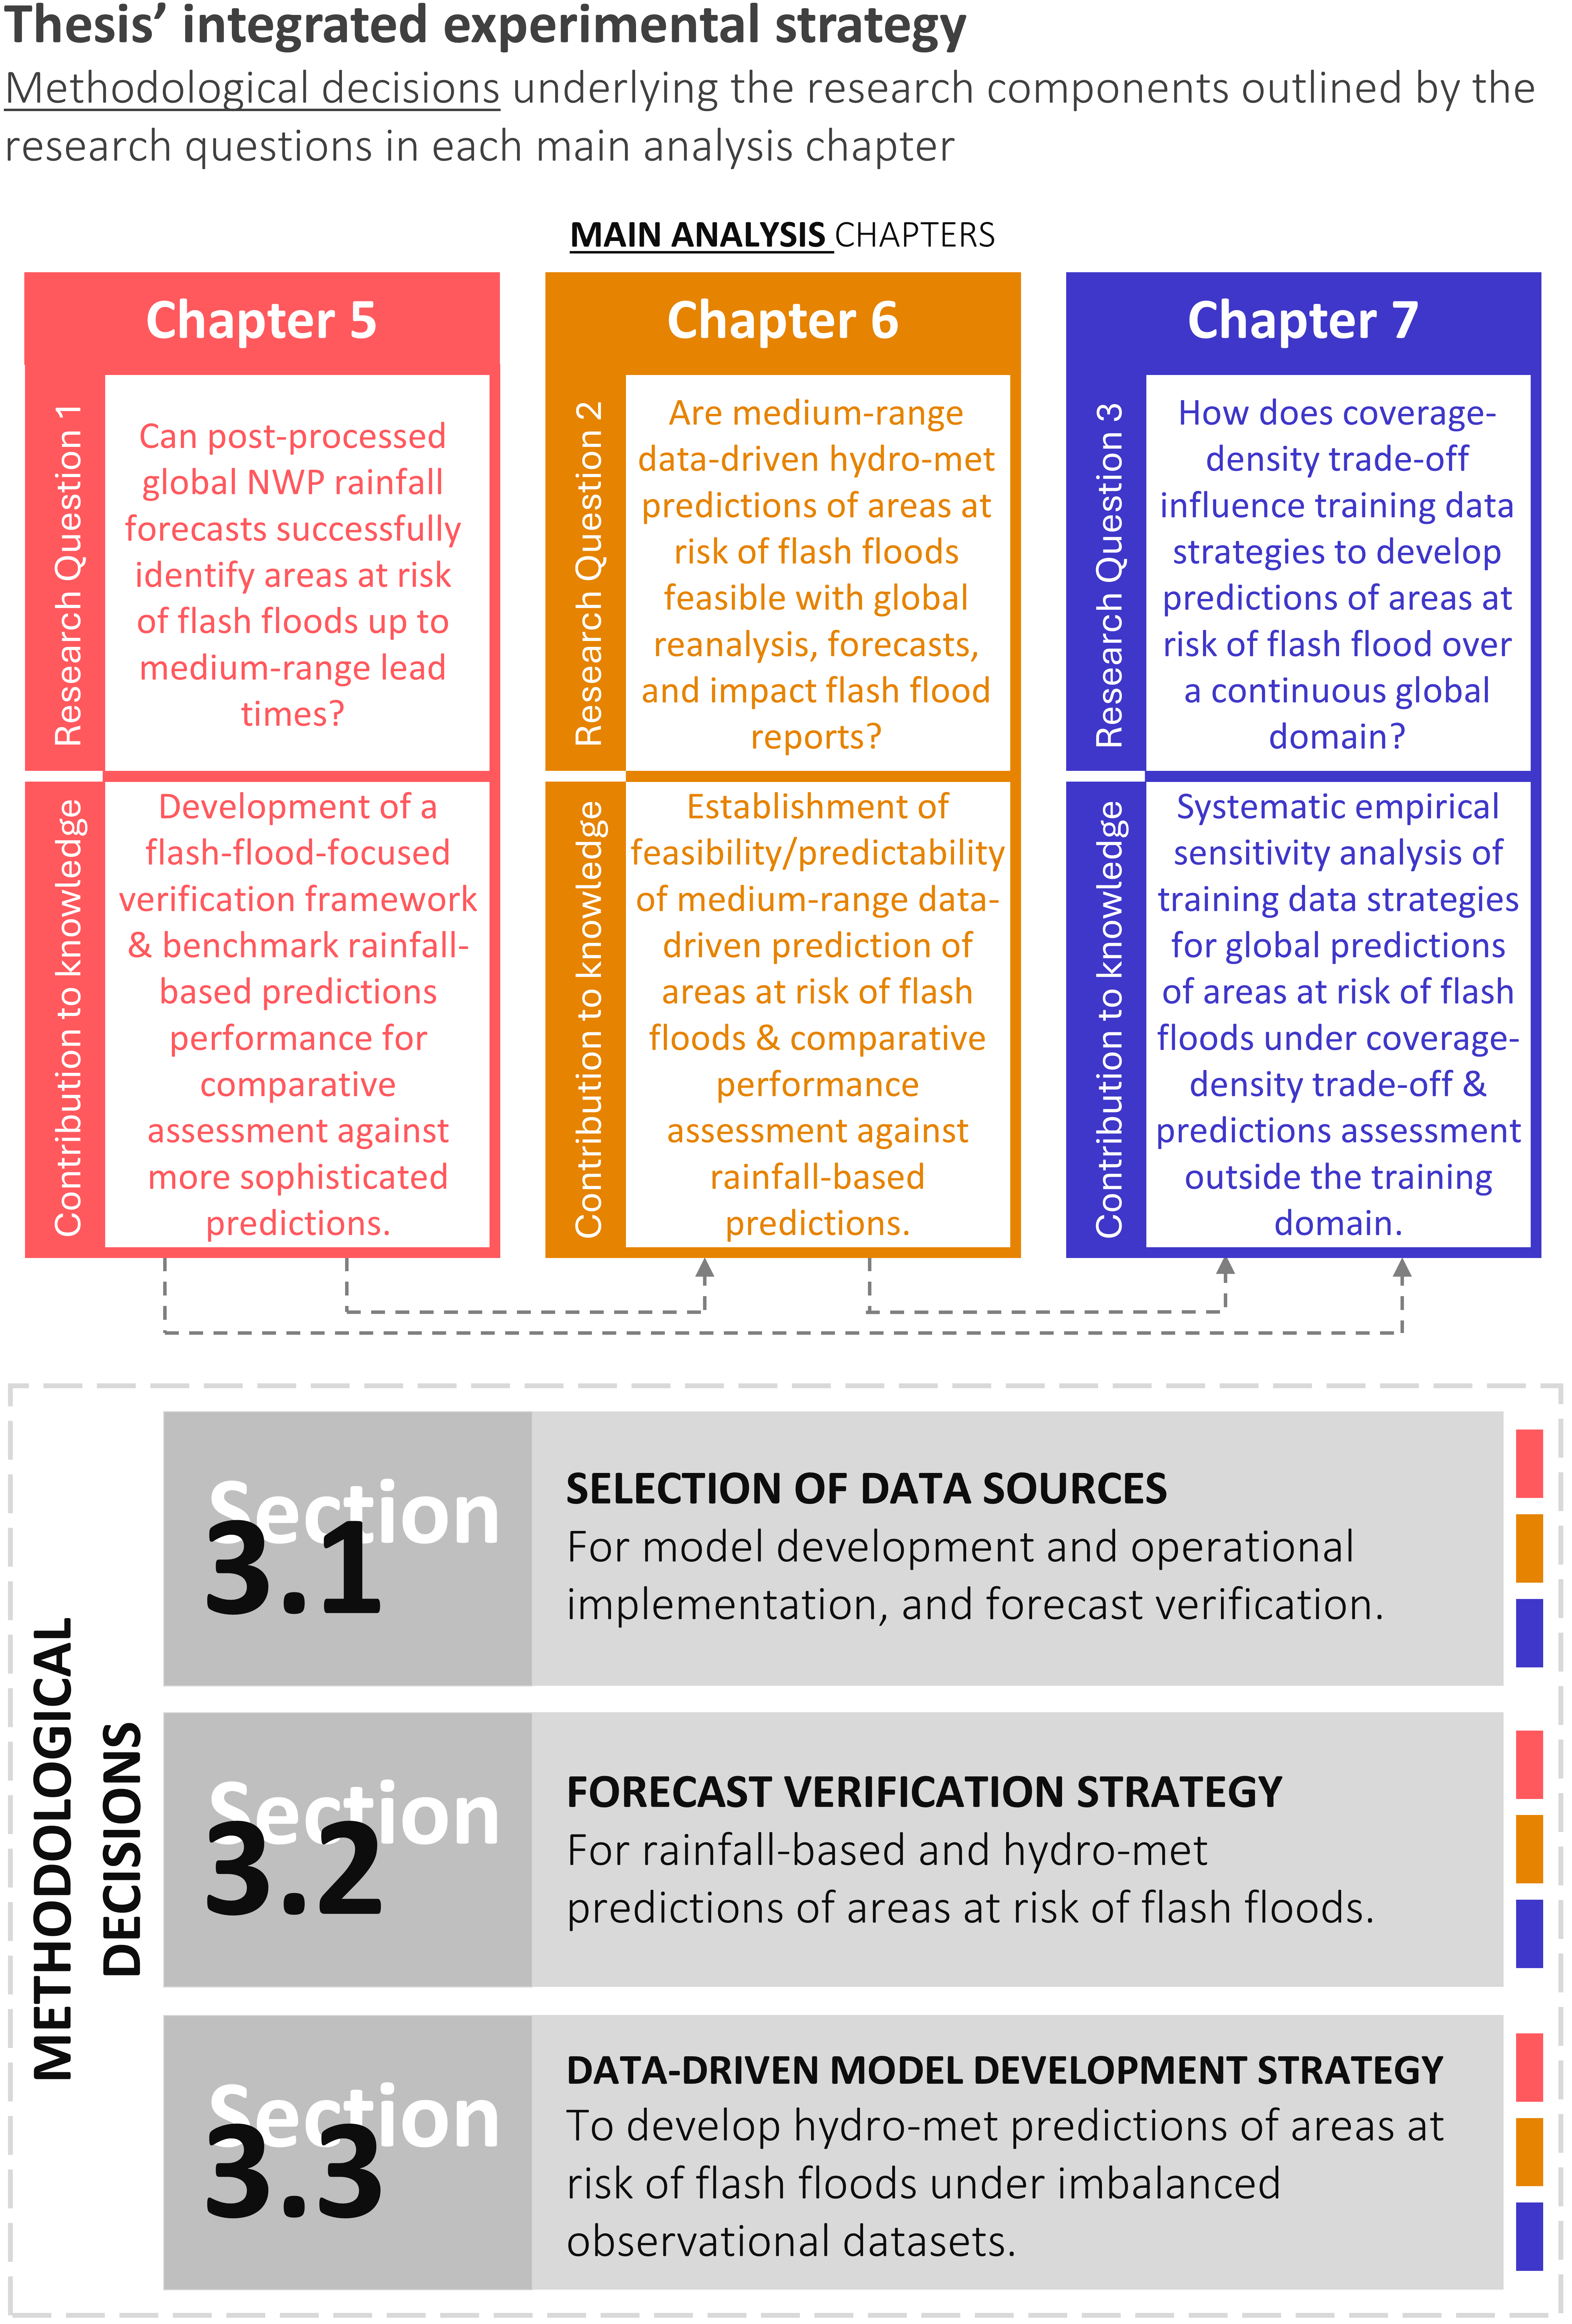 Thesis’ integrated experimental strategy
Methodological decisions underlying the research components outlined by the
research questions in each main analysis chapter
MAIN ANALYSIS CHAPTERS
Chapter 5
Research Question 1
Can post-processed
global NWP rainfall
forecasts successfully
identify areas at risk
of flash floods up to
medium-range lead
times?
Contribution to knowledge
Development of a
flash-flood-focused
verification framework
& benchmark rainfall-
based predictions
performance for
comparative
assessment against
more sophisticated
predictions.
Chapter 6
Research Question 2
Are medium-range
data-driven hydro-met
predictions of areas at
risk of flash floods
feasible with global
reanalysis, forecasts,
and impact flash flood
reports?
Contribution to knowledge
Establishment of
feasibility/predictability
of medium-range data-
driven prediction of
areas at risk of flash
floods & comparative
performance
assessment against
rainfall-based
predictions.
Chapter 7
Research Question 3
How does coverage-
density trade-off
influence training data
strategies to develop
predictions of areas at
risk of flash flood over
a continuous global
domain?
Contribution to knowledge
Systematic empirical
sensitivity analysis of
training data strategies
for global predictions
of areas at risk of flash
floods under coverage-
density trade-off &
predictions assessment
outside the training
domain.
METHODOLOGICAL
DECISIONS
Section
3.1
SELECTION OF DATA SOURCES
For model development and operational
implementation, and forecast verification.
Section
3.2
FORECAST VERIFICATION STRATEGY
For rainfall-based and hydro-met
predictions of areas at risk of flash floods.
Section
3.3
DATA-DRIVEN MODEL DEVELOPMENT STRATEGY
To develop hydro-met predictions of areas at
risk of flash floods under imbalanced
observational datasets.